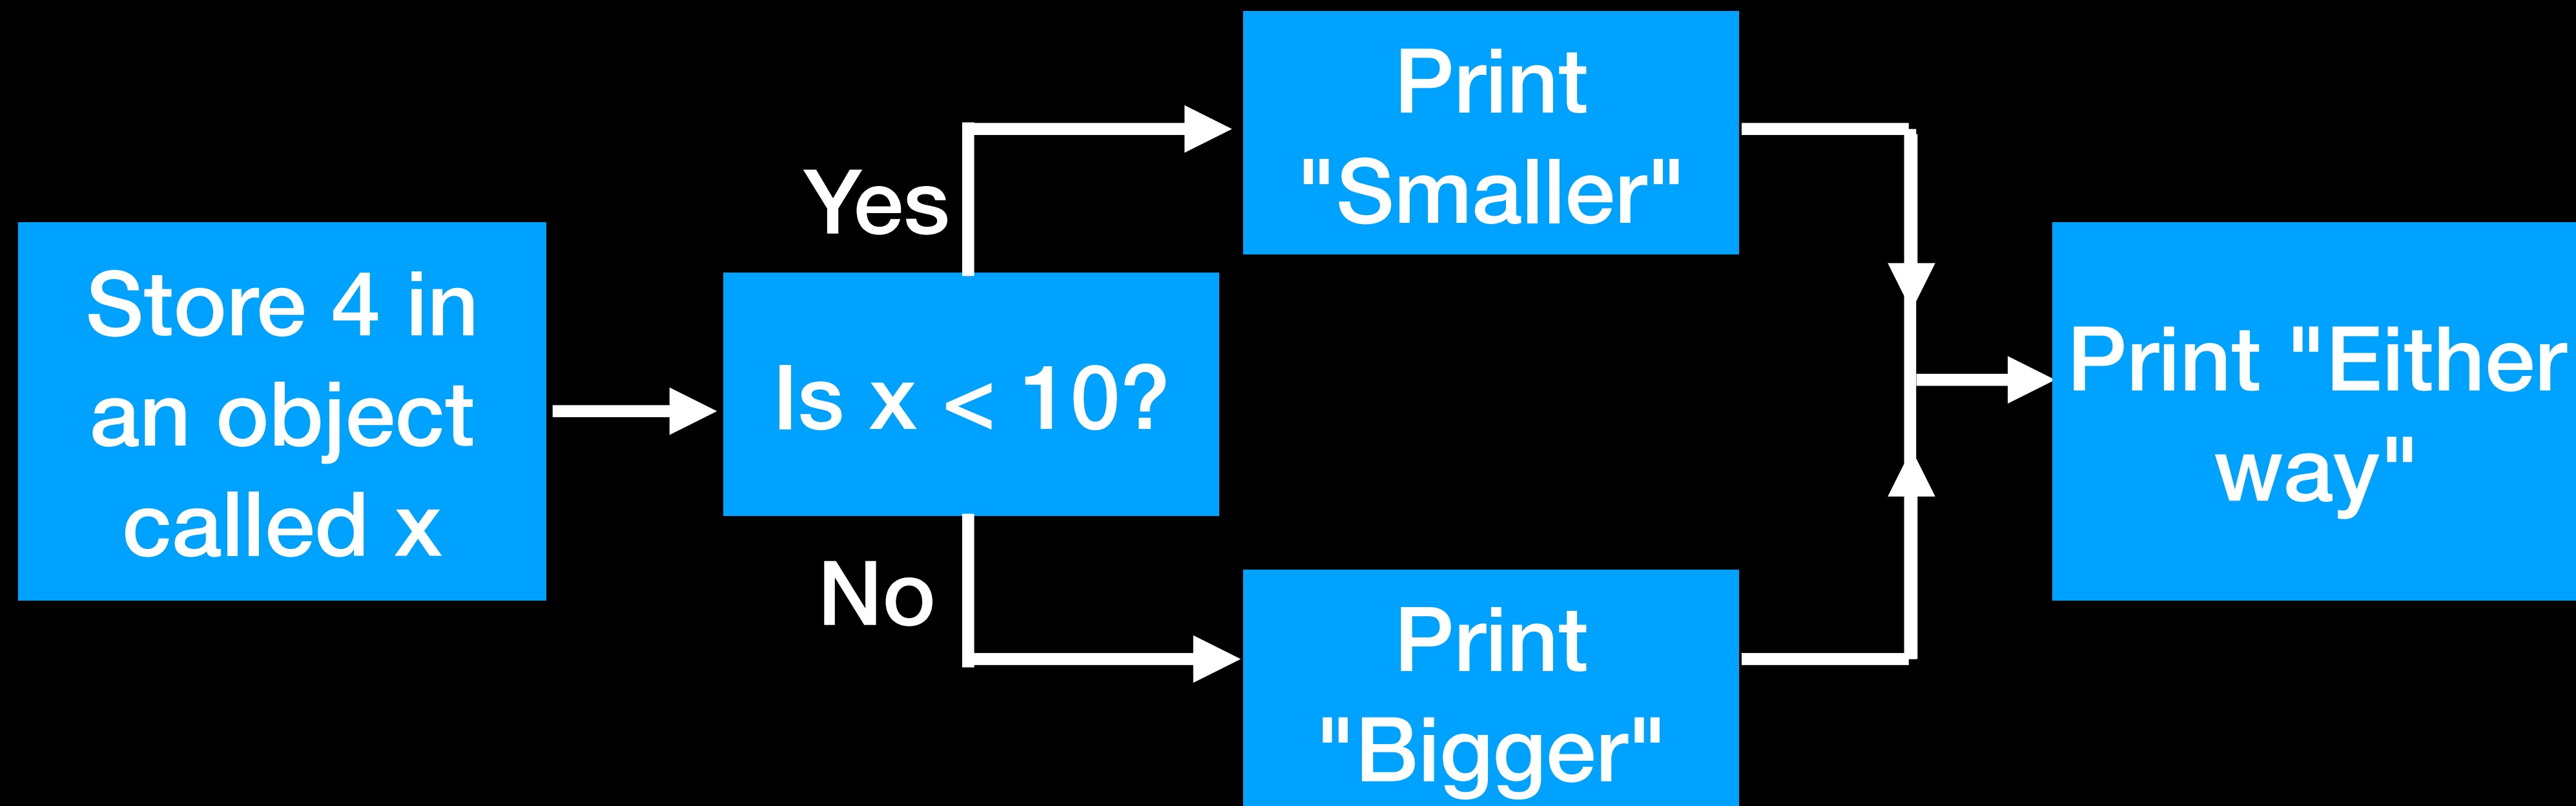 Store 4 in
an object
called x
Is x < 10?
Yes
No
Print
"Smaller"
Print
"Bigger"
Print "Either
way"